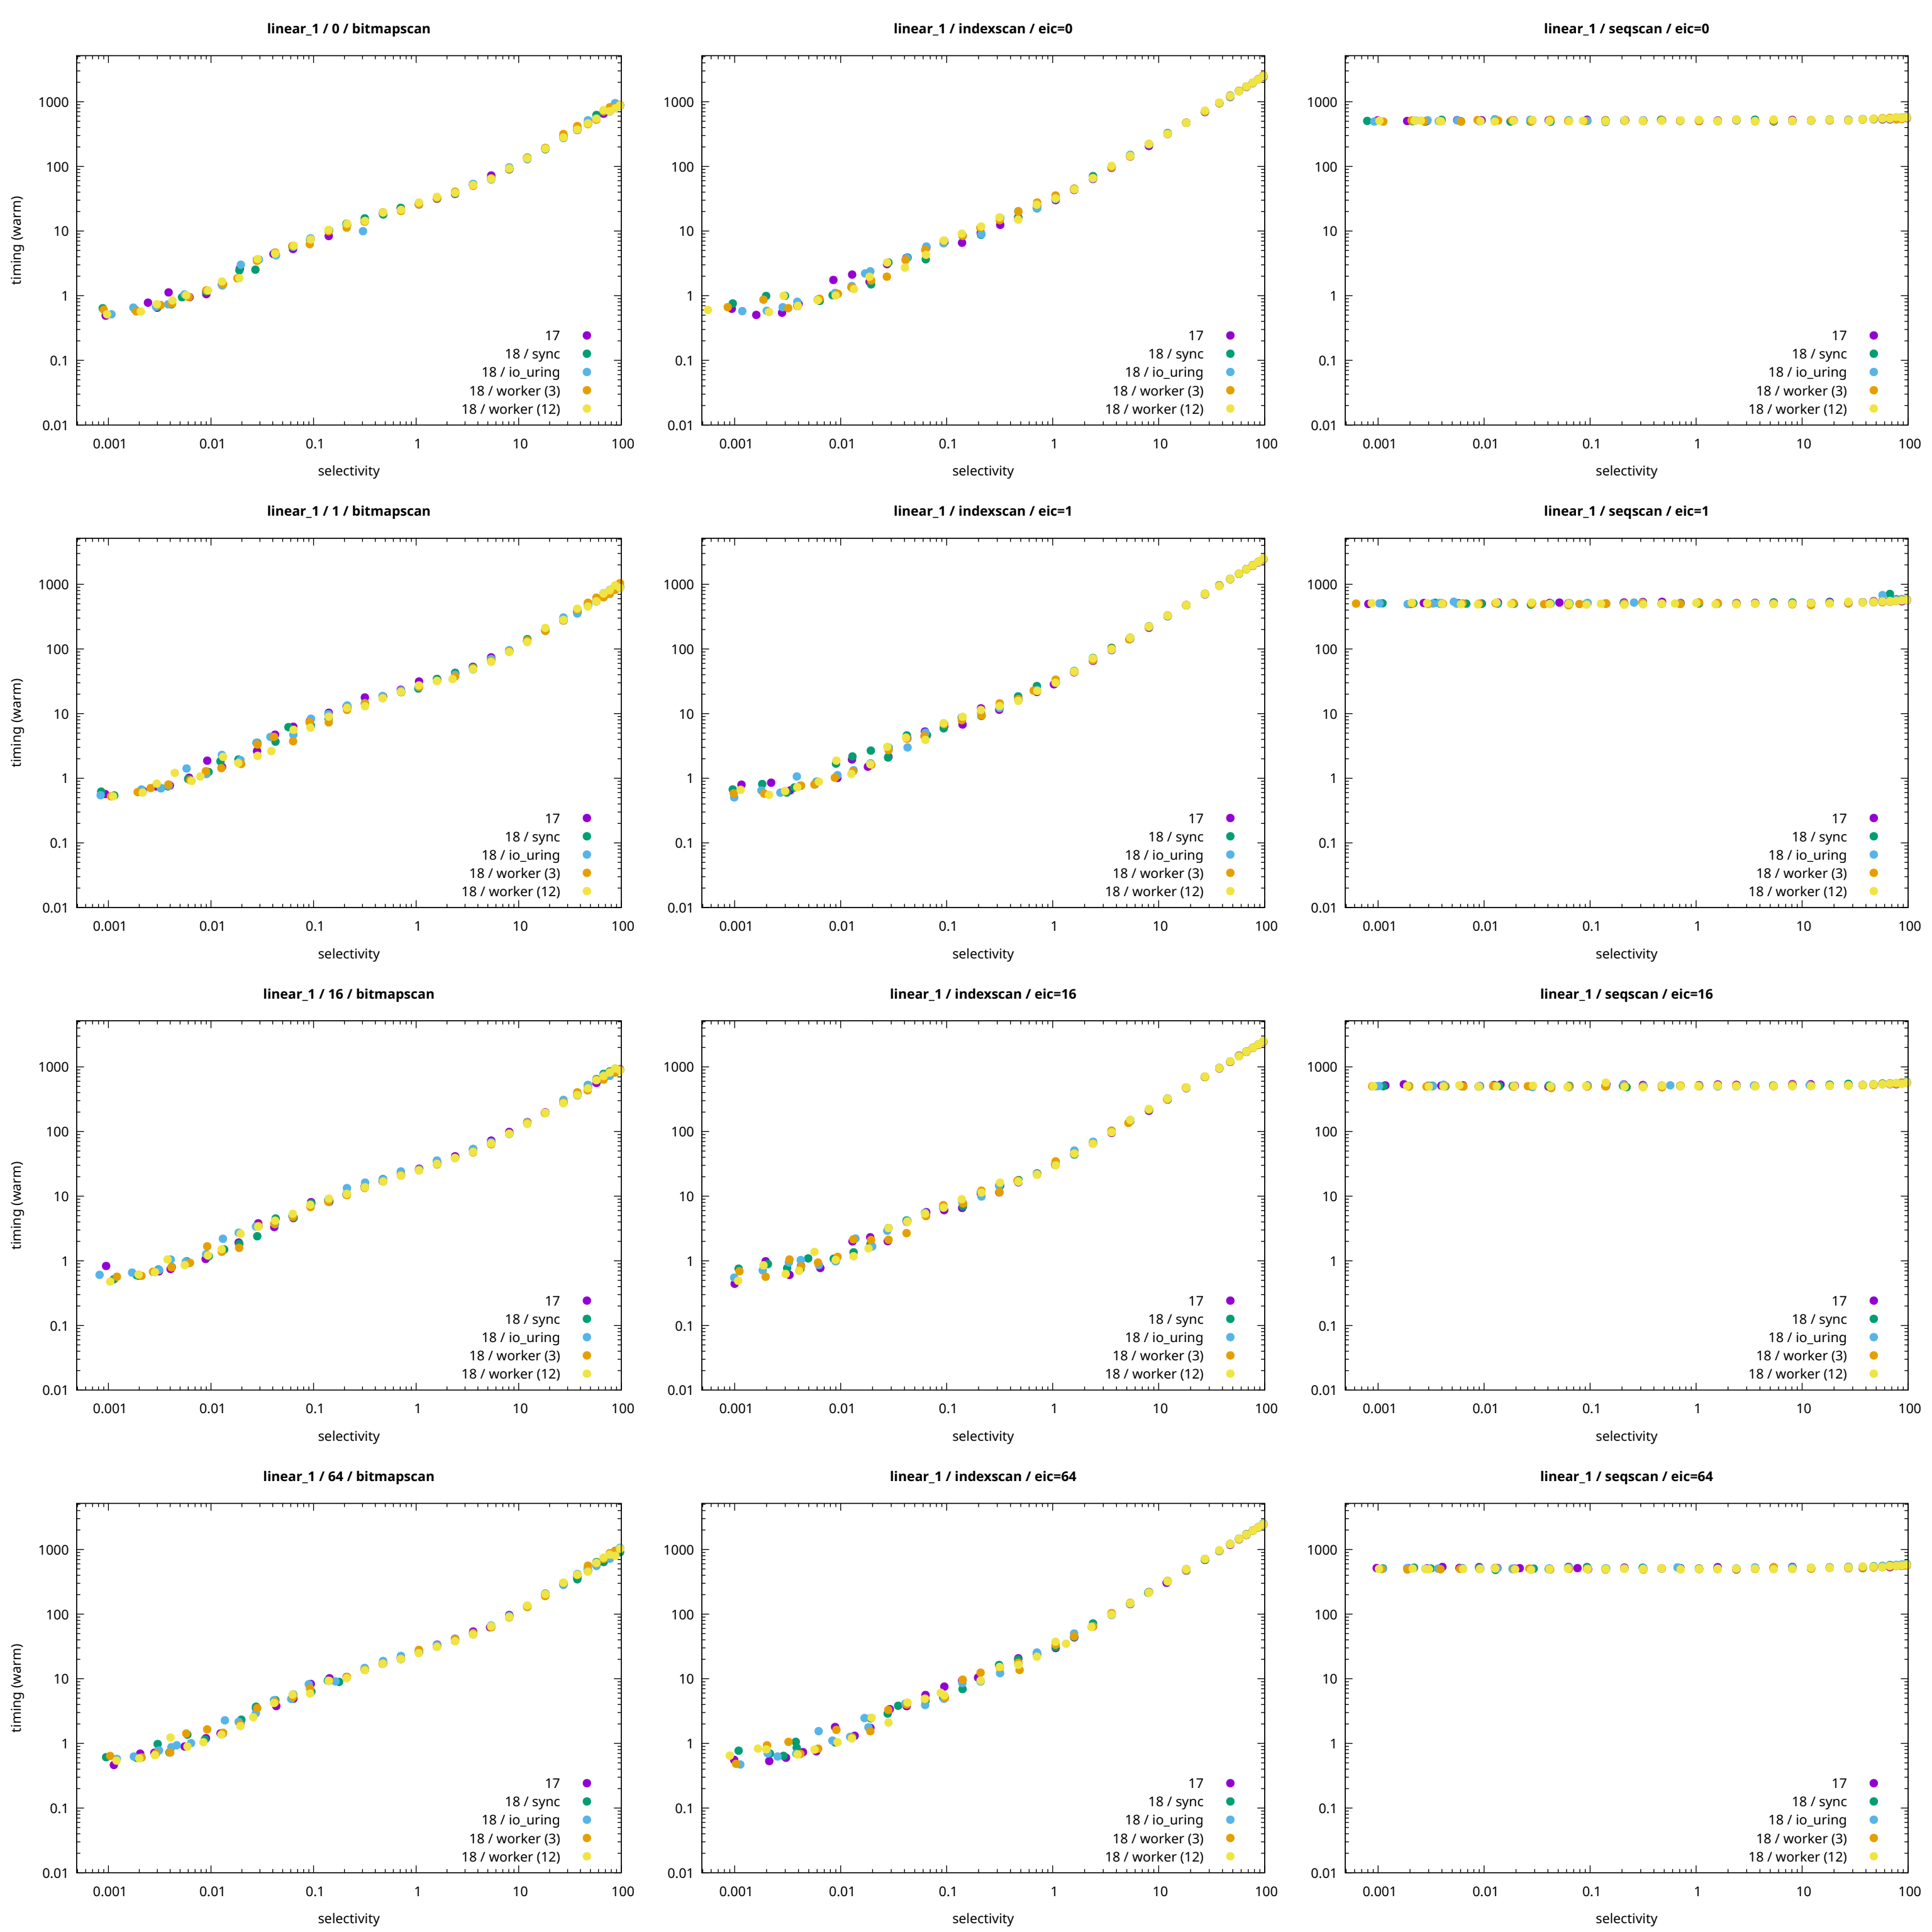 linear_1 / 0 / bitmapscan
timing (warm)
1000
100
10
1
0.1
0.01
17
18 / sync
18 / io_uring
18 / worker (3)
18 / worker (12)
0.001 0.01 0.1 1 10 100
selectivity
linear_1 / indexscan / eic=0
1000
100
10
1
0.1
0.01
17
18 / sync
18 / io_uring
18 / worker (3)
18 / worker (12)
0.001 0.01 0.1 1 10 100
selectivity
linear_1 / seqscan / eic=0
1000
100
10
1
0.1
0.01
17
18 / sync
18 / io_uring
18 / worker (3)
18 / worker (12)
0.001 0.01 0.1 1 10 100
selectivity
linear_1 / 1 / bitmapscan
timing (warm)
1000
100
10
1
0.1
0.01
17
18 / sync
18 / io_uring
18 / worker (3)
18 / worker (12)
0.001 0.01 0.1 1 10 100
selectivity
linear_1 / indexscan / eic=1
1000
100
10
1
0.1
0.01
17
18 / sync
18 / io_uring
18 / worker (3)
18 / worker (12)
0.001 0.01 0.1 1 10 100
selectivity
linear_1 / seqscan / eic=1
1000
100
10
1
0.1
0.01
17
18 / sync
18 / io_uring
18 / worker (3)
18 / worker (12)
0.001 0.01 0.1 1 10 100
selectivity
linear_1 / 16 / bitmapscan
timing (warm)
1000
100
10
1
0.1
0.01
17
18 / sync
18 / io_uring
18 / worker (3)
18 / worker (12)
0.001 0.01 0.1 1 10 100
selectivity
linear_1 / indexscan / eic=16
1000
100
10
1
0.1
0.01
17
18 / sync
18 / io_uring
18 / worker (3)
18 / worker (12)
0.001 0.01 0.1 1 10 100
selectivity
linear_1 / seqscan / eic=16
1000
100
10
1
0.1
0.01
17
18 / sync
18 / io_uring
18 / worker (3)
18 / worker (12)
0.001 0.01 0.1 1 10 100
selectivity
linear_1 / 64 / bitmapscan
timing (warm)
1000
100
10
1
0.1
0.01
17
18 / sync
18 / io_uring
18 / worker (3)
18 / worker (12)
0.001 0.01 0.1 1 10 100
selectivity
linear_1 / indexscan / eic=64
1000
100
10
1
0.1
0.01
17
18 / sync
18 / io_uring
18 / worker (3)
18 / worker (12)
0.001 0.01 0.1 1 10 100
selectivity
linear_1 / seqscan / eic=64
1000
100
10
1
0.1
0.01
17
18 / sync
18 / io_uring
18 / worker (3)
18 / worker (12)
0.001 0.01 0.1 1 10 100
selectivity